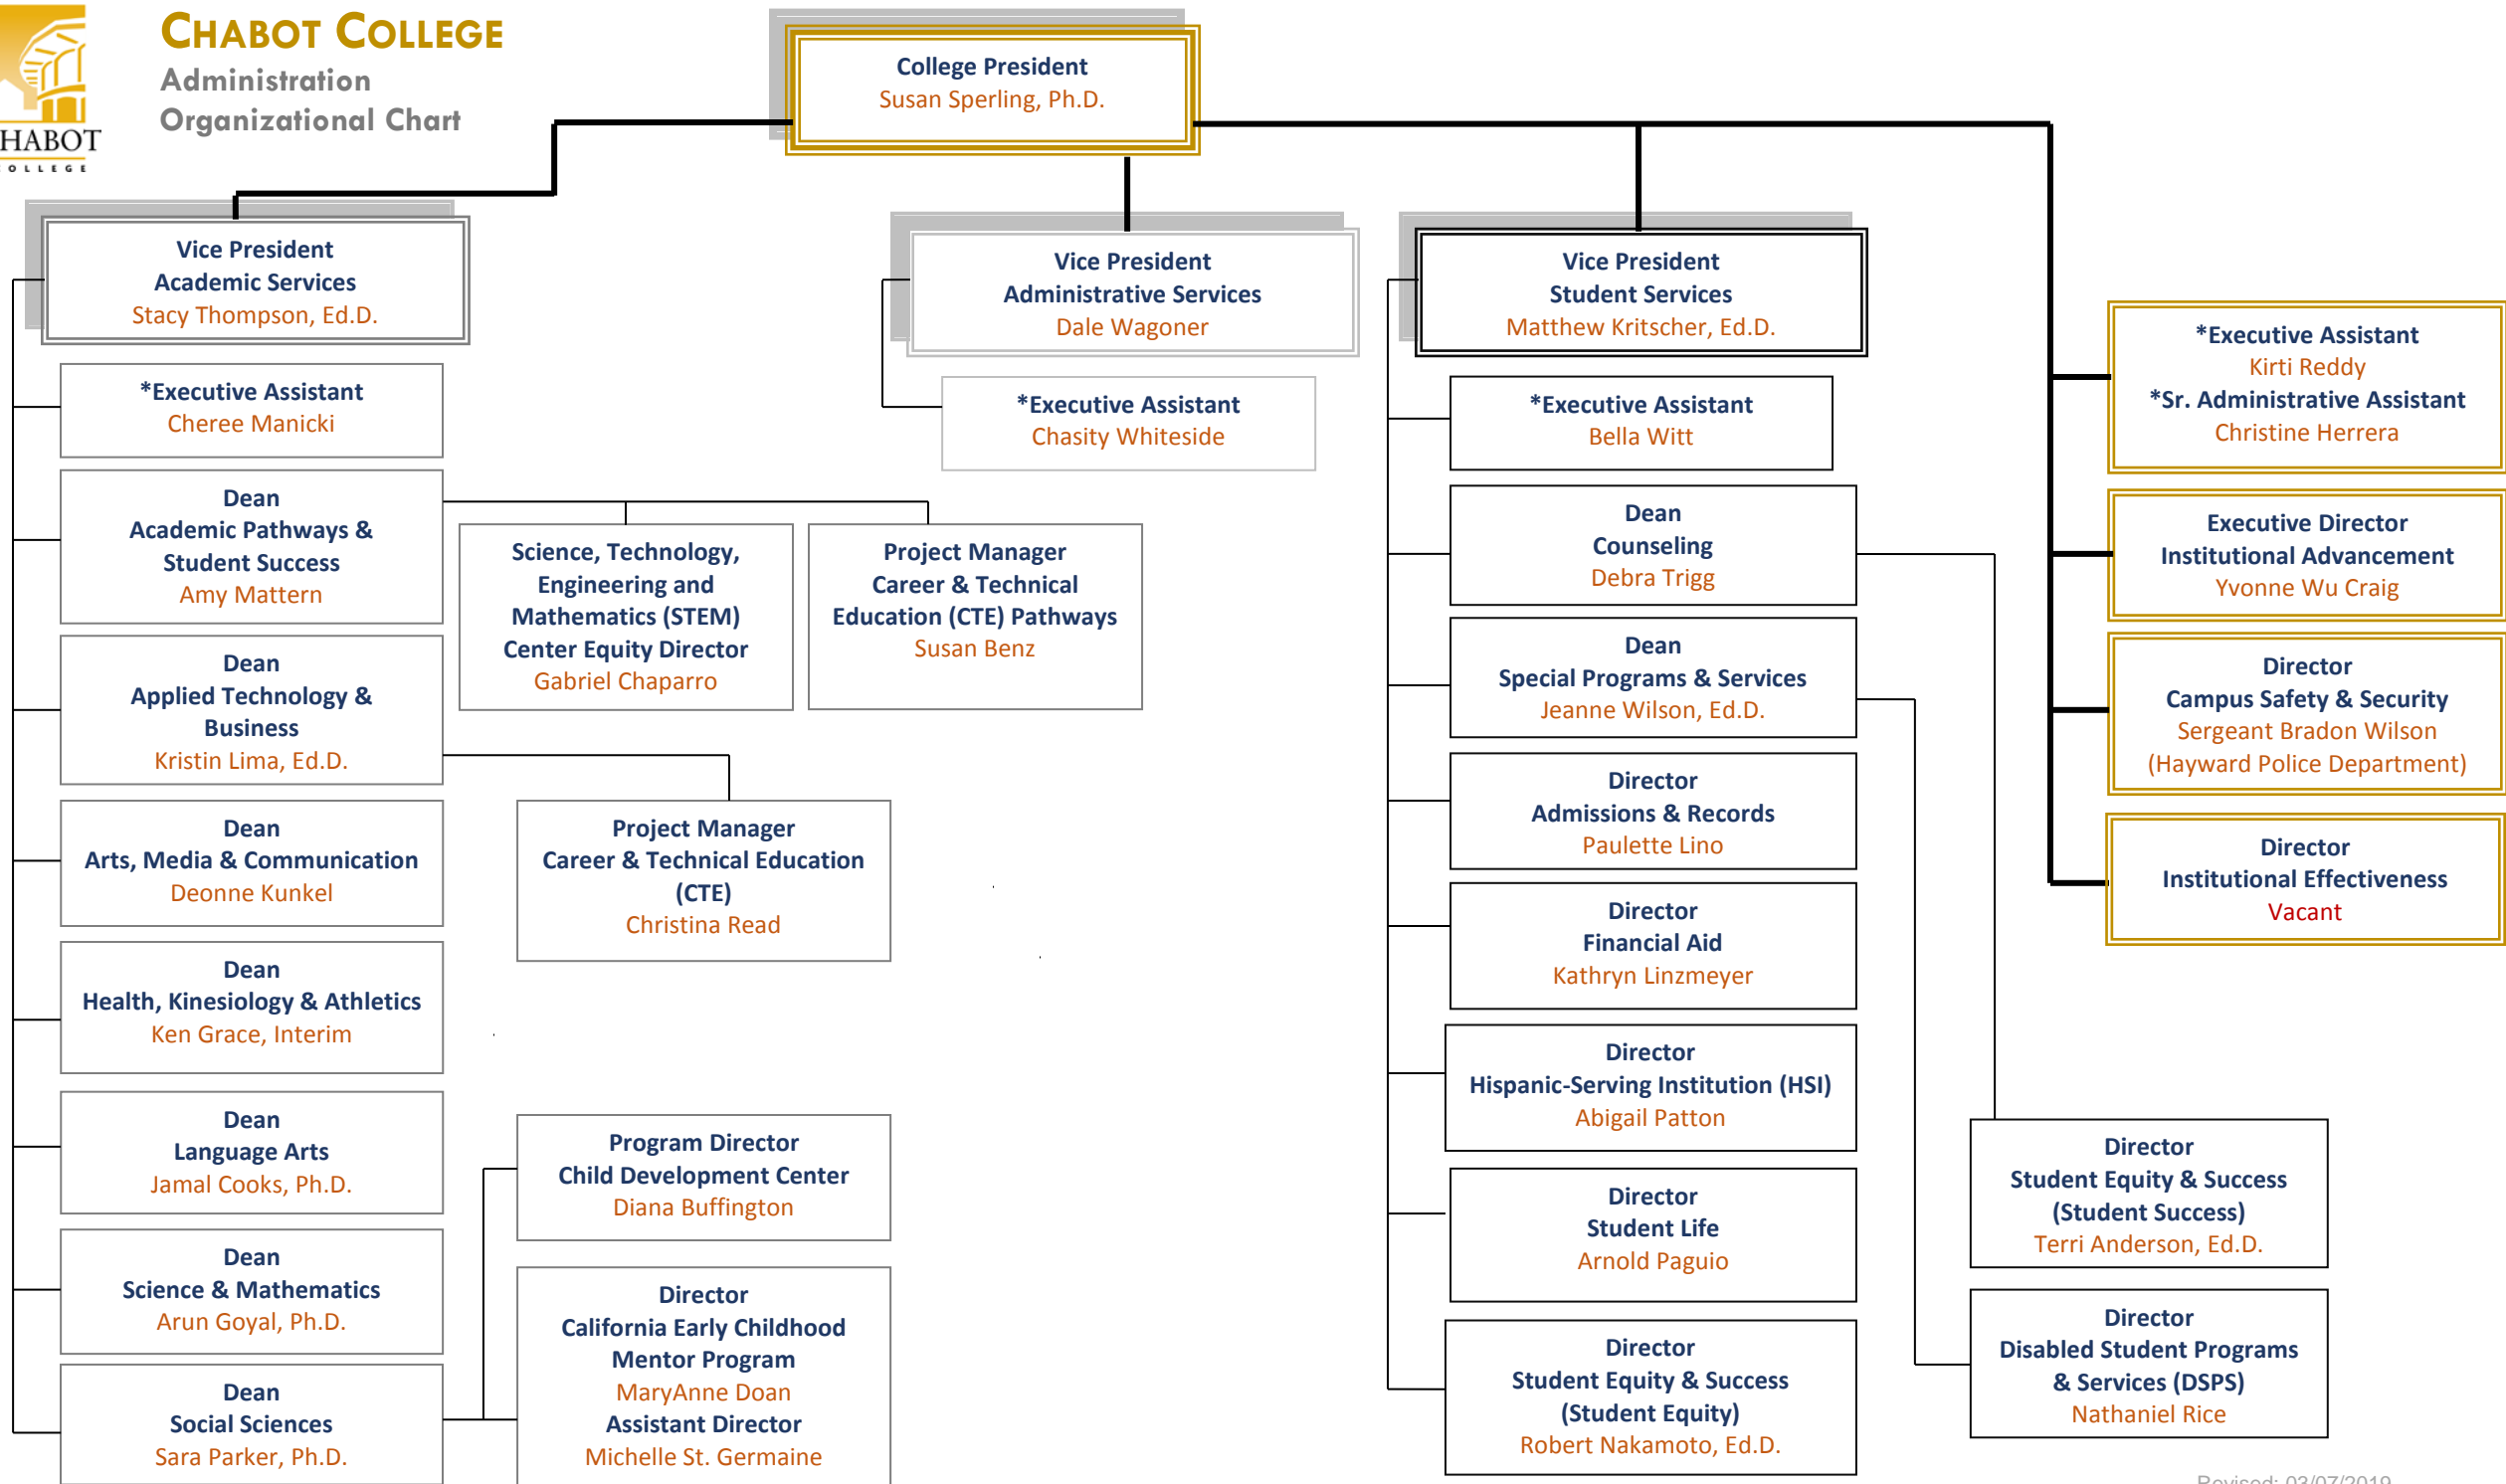 CHABOT COLLEGE
Administration
Organizational Chart
HABOT
COLLEGE
College President
Susan Sperling, Ph.D.
Vice President
Academic Services
Stacy Thompson, Ed.D.
*Executive Assistant
Cheree Manicki
Dean
Academic Pathways &
Student Success
Amy Mattern
Science, Technology,
Engineering and
Mathematics (STEM)
Center Equity Director
Gabriel Chaparro
Project Manager
Career & Technical
Education (CTE) Pathways
Susan Benz
Dean
Applied Technology &
Business
Kristin Lima, Ed.D.
Project Manager
Career & Technical Education
(CTE)
Christina Read
Dean
Arts, Media & Communication
Deonne Kunkel
Dean
Health, Kinesiology & Athletics
Ken Grace, Interim
Dean
Language Arts
Jamal Cooks, Ph.D.
Dean
Science & Mathematics
Arun Goyal, Ph.D.
Dean
Social Sciences
Sara Parker, Ph.D.
Program Director
Child Development Center
Diana Buffington
Director
California Early Childhood
Mentor Program
MaryAnne Doan
Assistant Director
Michelle St. Germaine
Vice President
Administrative Services
Dale Wagoner
*Executive Assistant
Chasity Whiteside
Vice President
Student Services
Matthew Kritscher, Ed.D.
*Executive Assistant
Bella Witt
Dean
Counseling
Debra Trigg
Dean
Special Programs & Services
Jeanne Wilson, Ed.D.
Director
Admissions & Records
Paulette Lino
Director
Financial Aid
Kathryn Linzmeyer
Director
Hispanic-Serving Institution (HSI)
Abigail Patton
Director
Student Life
Arnold Paguio
Director
Student Equity & Success
(Student Equity)
Robert Nakamoto, Ed.D.
Director
Student Equity & Success
(Student Success)
Terri Anderson, Ed.D.
Director
Disabled Student Programs
& Services (DSPS)
Nathaniel Rice
*Executive Assistant
Kirti Reddy
*Sr. Administrative Assistant
Christine Herrera
Executive Director
Institutional Advancement
Yvonne Wu Craig
Director
Campus Safety & Security
Sergeant Bradon Wilson
(Hayward Police Department)
Director
Institutional Effectiveness
Vacant
Revised: 03/07/2019